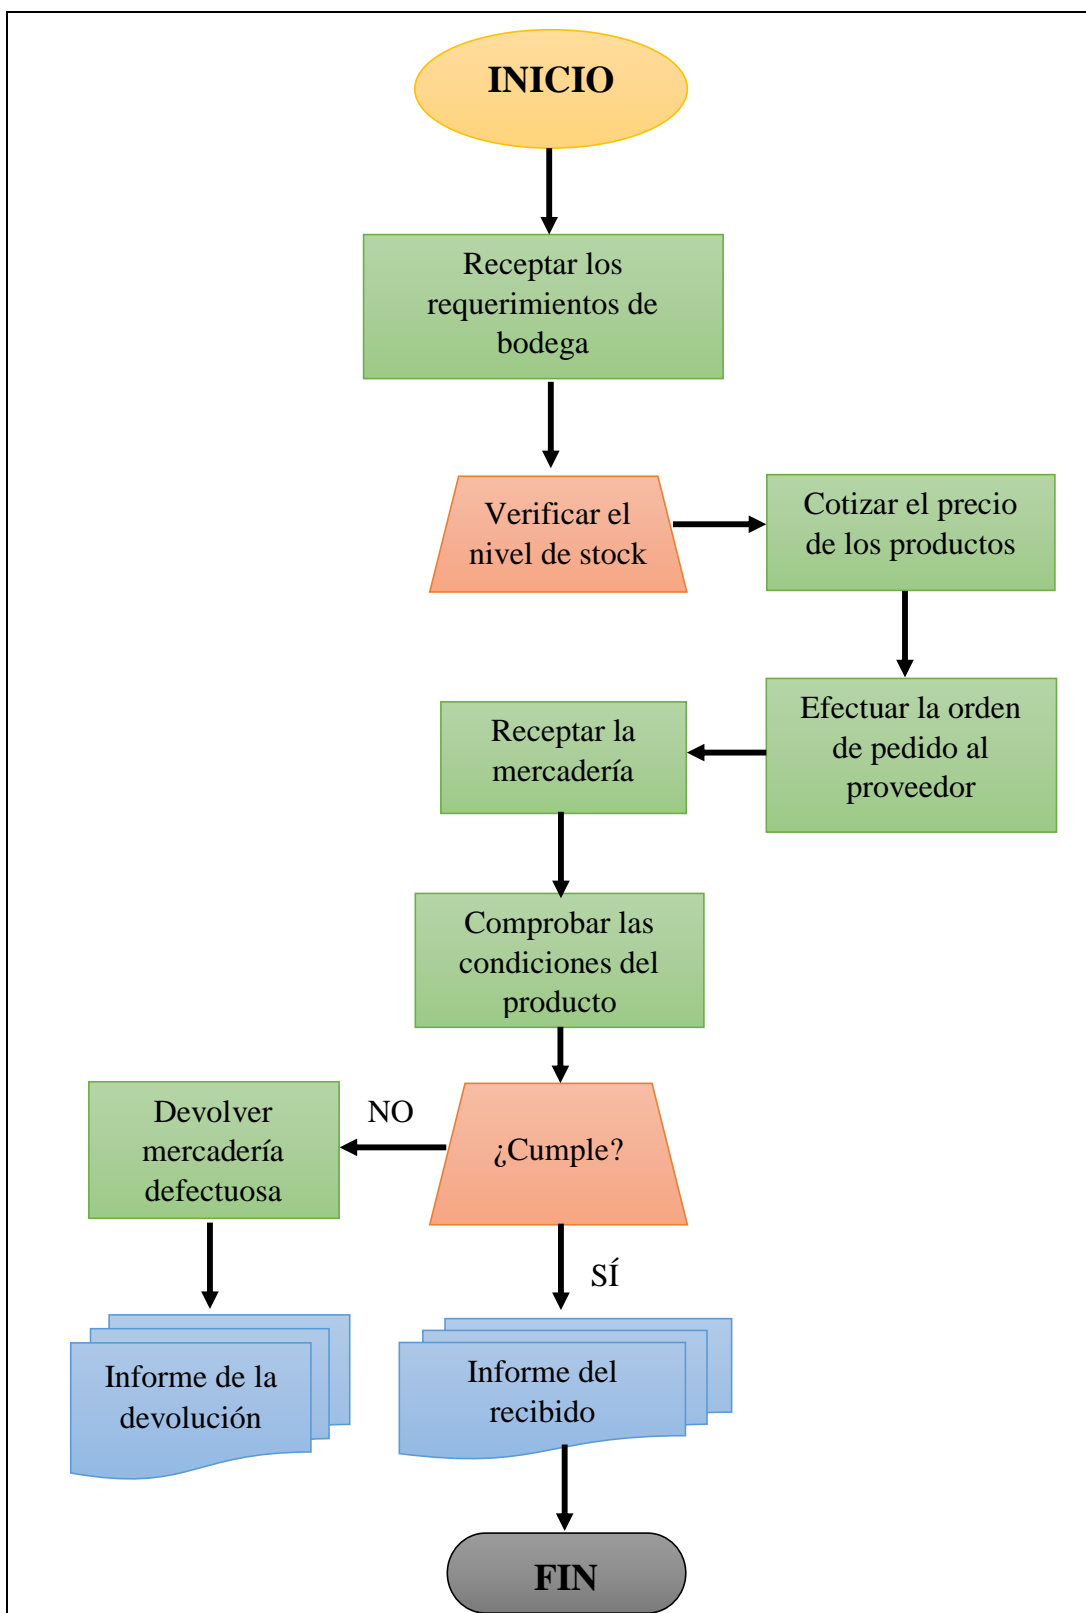 INICIO
Receptar los
requerimientos de
bodega
Verificar el
nivel de stock
Cotizar el precio
de los productos
Efectuar la orden
de pedido al
proveedor
Receptar la
mercadería
Comprobar las
condiciones del
producto
¿Cumple?
NO
Devolver
mercadería
defectuosa
SÍ
Informe de la
devolución
Informe del
recibido
FIN